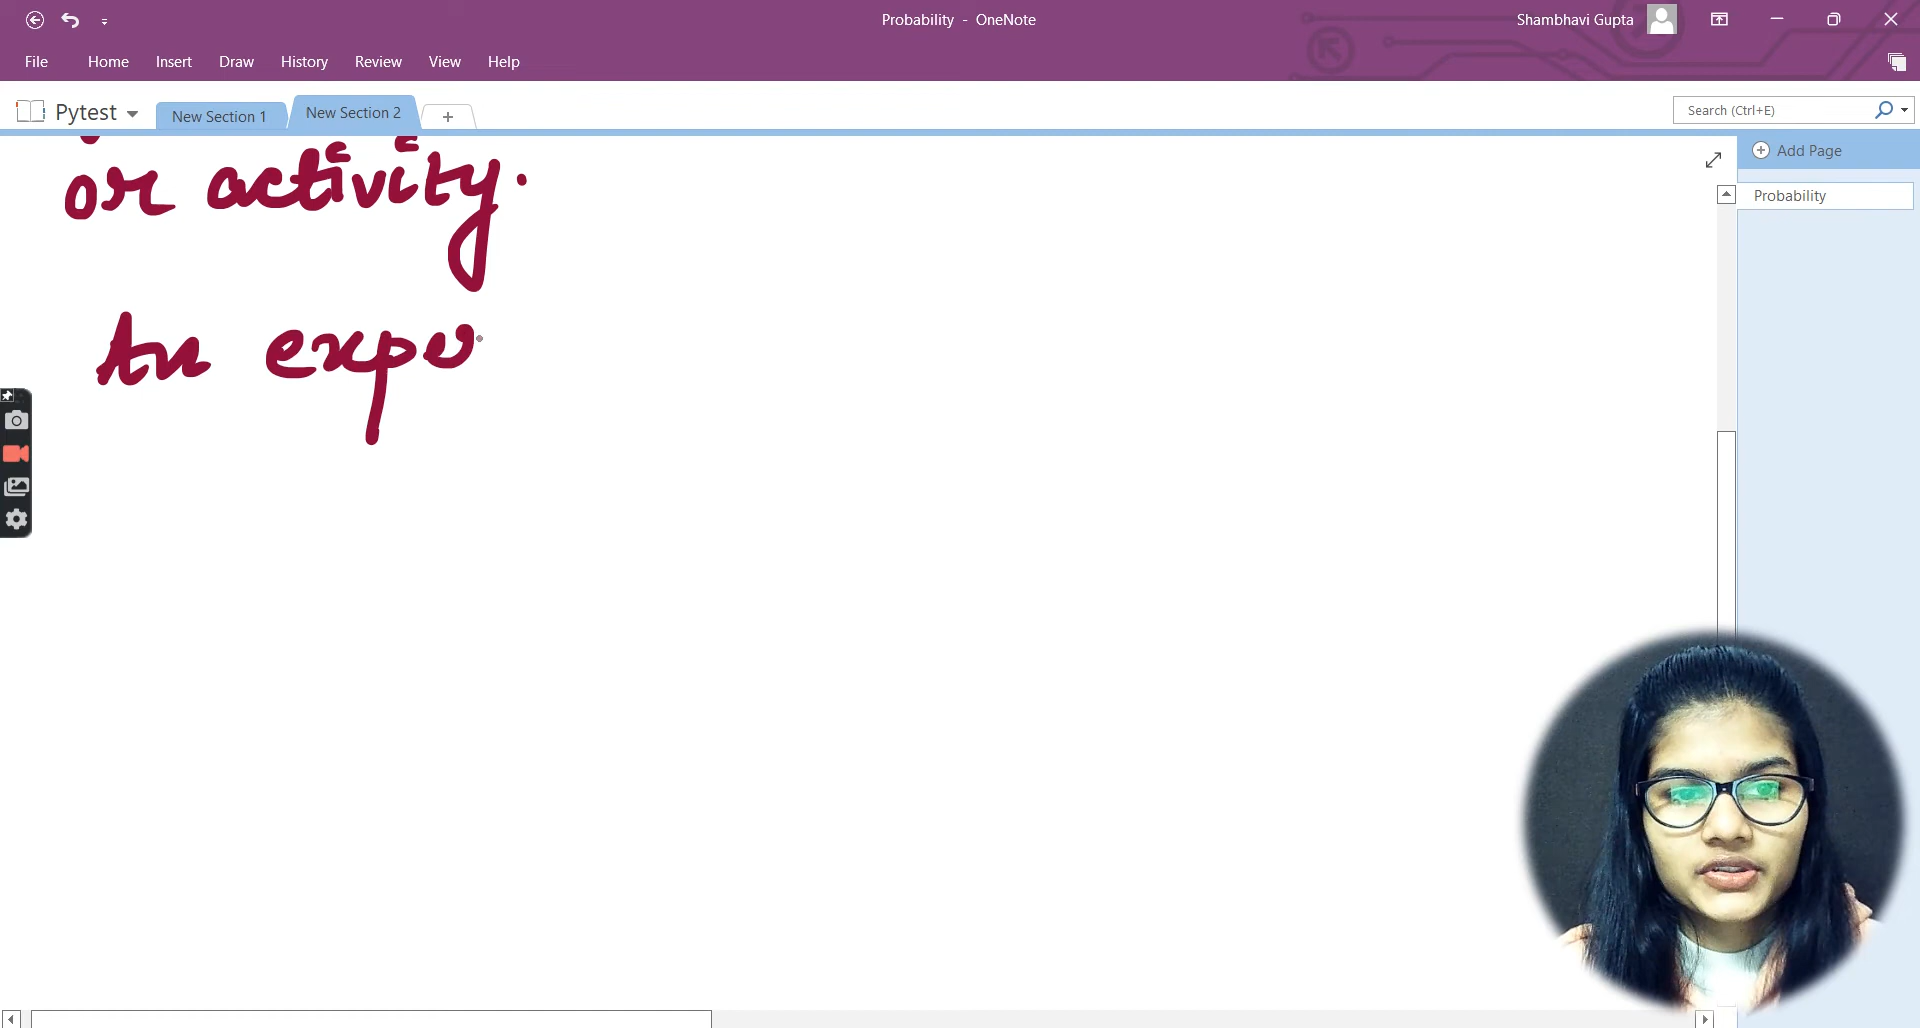 Probability - OneNote
Shambhavi Gupta
File Home Insert Draw History Review View Help
Pytest New Section 1 New Section 2 +
Search (Ctrl+E)
Add Page
Probability
or activity.
An expe